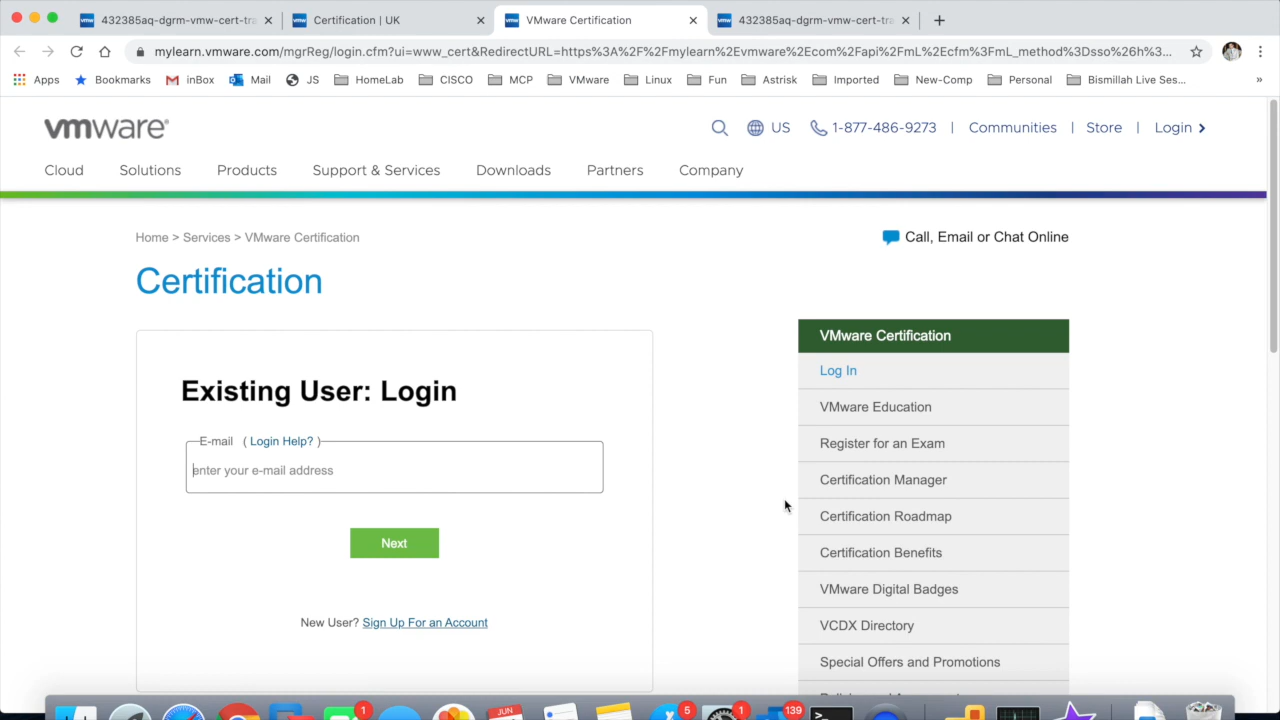 432385aq-dgrm-vmw-cert-tra
Certification | UK
VMware Certification
432385aq-dgrm-vmw-cert-tra
mylearn.vmware.com/mgrReg/login.cfm?ui=www_cert&RedirectURL=https%3A%2F%2Fmylearn%2Evmware%2Ecom%2Fapi%2FmL%2Ecfm%3FmL_method%3Dsso%26h%3...
Apps Bookmarks inBox Mail JS HomeLab CISCO MCP VMware Linux Fun Astrisk Imported New-Comp Personal Bismillah Live Ses... »
vmware®
US 1-877-486-9273 | Communities | Store | Login
Cloud Solutions Products Support & Services Downloads Partners Company
Home > Services > VMware Certification
Call, Email or Chat Online
Certification
Existing User: Login
E-mail ( Login Help? )
enter your e-mail address
Next
New User? Sign Up For an Account
VMware Certification
Log In
VMware Education
Register for an Exam
Certification Manager
Certification Roadmap
Certification Benefits
VMware Digital Badges
VCDX Directory
Special Offers and Promotions
1 JUN 5 1 139